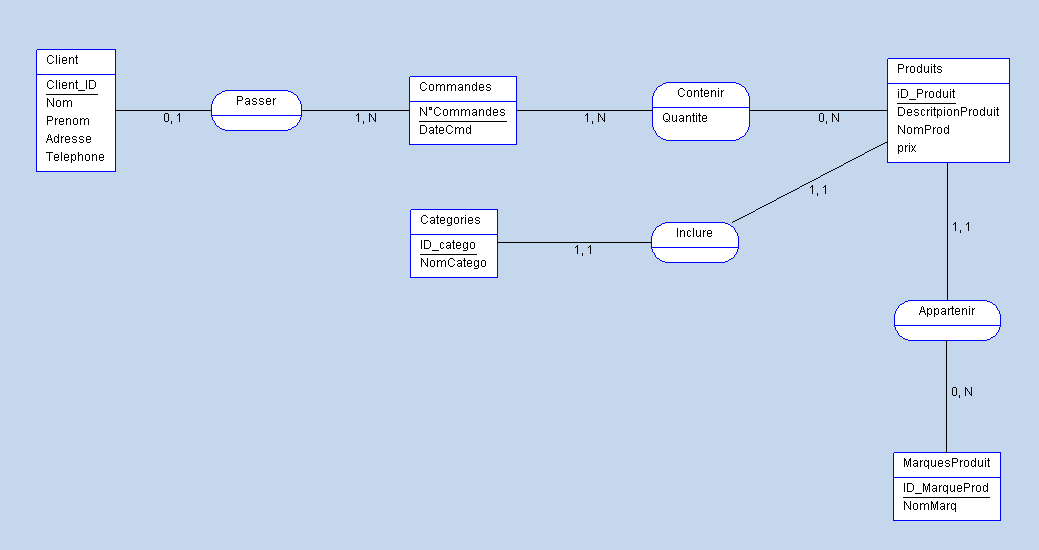 Client
Client_ID
Nom
Prenom
Adresse
Telephone
0, 1
Passer
1, N
Commandes
N°Commandes
DateCmd
1, N
Contenir
Quantite
0, N
Produits
iD_Produit
DescritpionProduit
NomProd
prix
Categories
ID_catego
NomCatego
1, 1
Inclure
1, 1
1, 1
Appartenir
0, N
MarquesProduit
ID_MarqueProd
NomMarq